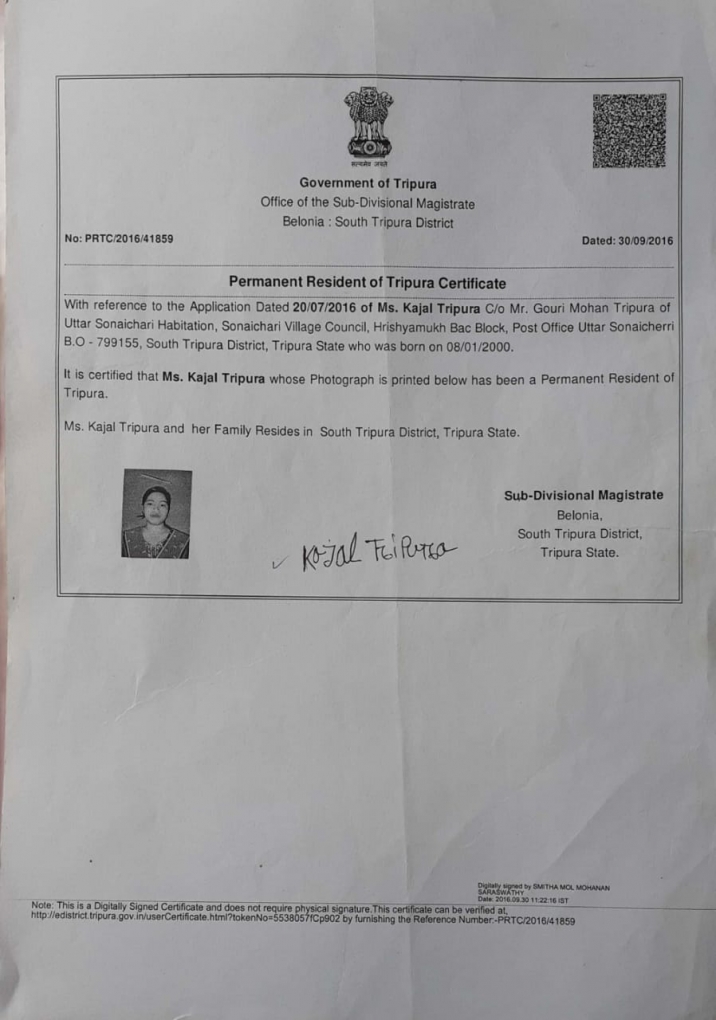 सत्यमेव जयते
Government of Tripura
Office of the Sub-Divisional Magistrate
Belonia : South Tripura District
No: PRTC/2016/41859
Dated: 30/09/2016
Permanent Resident of Tripura Certificate
With reference to the Application Dated 20/07/2016 of Ms. Kajal Tripura C/o Mr. Gouri Mohan Tripura of
Uttar Sonaichari Habitation, Sonaichari Village Council, Hrishyamukh Bac Block, Post Office Uttar Sonaicherri
B.O - 799155, South Tripura District, Tripura State who was born on 08/01/2000.
It is certified that Ms. Kajal Tripura whose Photograph is printed below has been a Permanent Resident of
Tripura.
Ms. Kajal Tripura and her Family Resides in South Tripura District, Tripura State.
Sub-Divisional Magistrate
Belonia,
South Tripura District,
Tripura State.
Kajal Tripura
Digitally signed by SMITHA MOL MOHANAN
SARASWATHY
Date: 2016.09.30 11:22:16 IST
Note: This is a Digitally Signed Certificate and does not require physical signature.This certificate can be verified at,
http://edistrict.tripura.gov.in/userCertificate.html?tokenNo=5538057fCp902 by furnishing the Reference Number:-PRTC/2016/41859